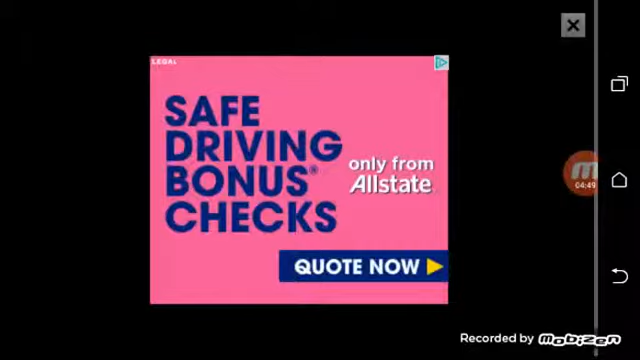 LEGAL
SAFE
DRIVING
BONUS®
CHECKS
only from
Allstate
QUOTE NOW
04:49
Recorded by Mobizen